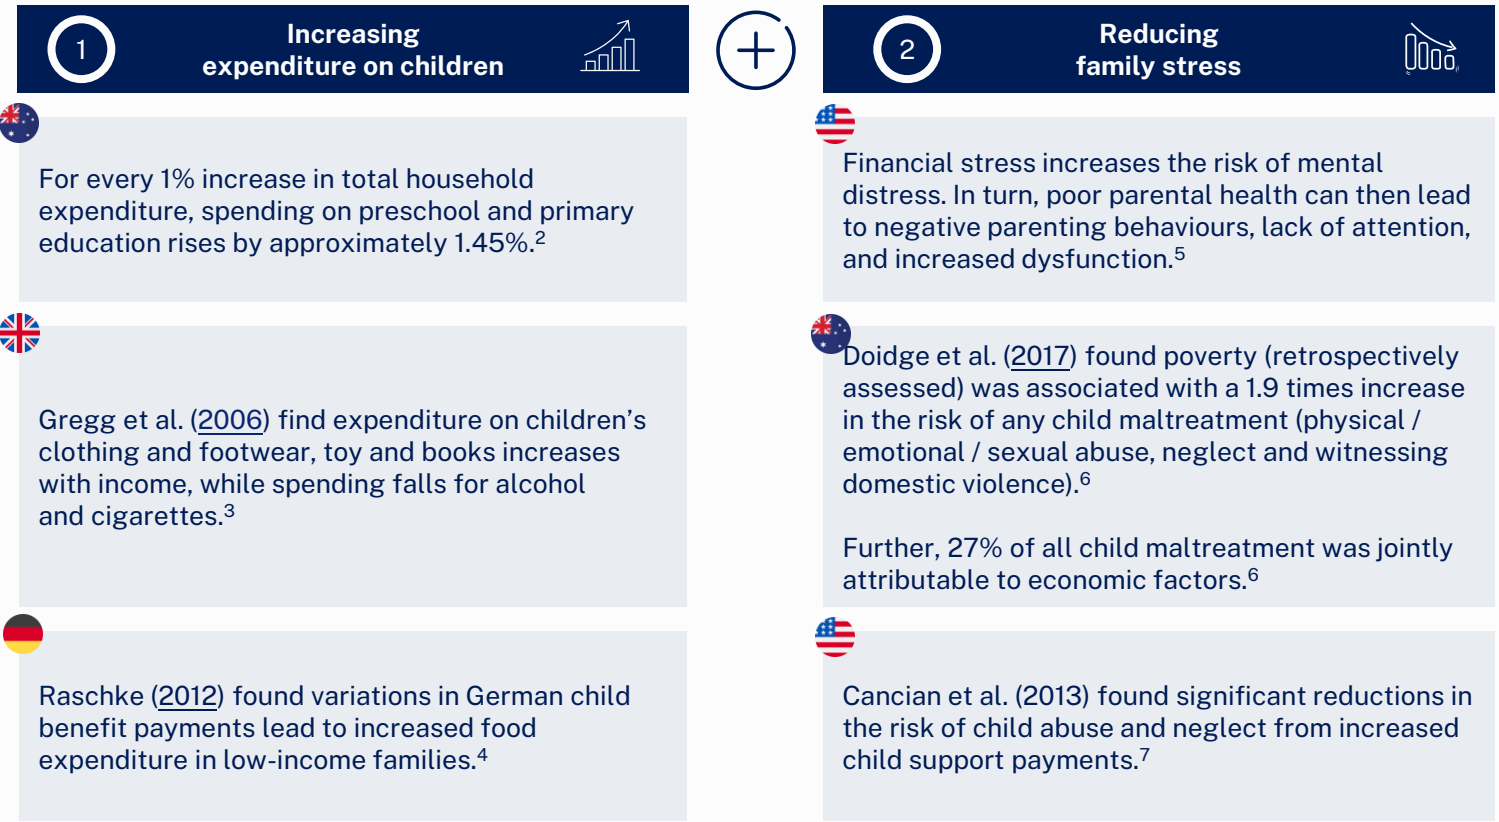 1
Increasing
expenditure on children
For every 1% increase in total household
expenditure, spending on preschool and primary
education rises by approximately 1.45%.2
Gregg et al. (2006) find expenditure on children’s
clothing and footwear, toy and books increases
with income, while spending falls for alcohol
and cigarettes.3
Raschke (2012) found variations in German child
benefit payments lead to increased food
expenditure in low-income families.4
2
Reducing
family stress
Financial stress increases the risk of mental
distress. In turn, poor parental health can then lead
to negative parenting behaviours, lack of attention,
and increased dysfunction.5
Doidge et al. (2017) found poverty (retrospectively
assessed) was associated with a 1.9 times increase
in the risk of any child maltreatment (physical /
emotional / sexual abuse, neglect and witnessing
domestic violence).6
Further, 27% of all child maltreatment was jointly
attributable to economic factors.6
Cancian et al. (2013) found significant reductions in
the risk of child abuse and neglect from increased
child support payments.7